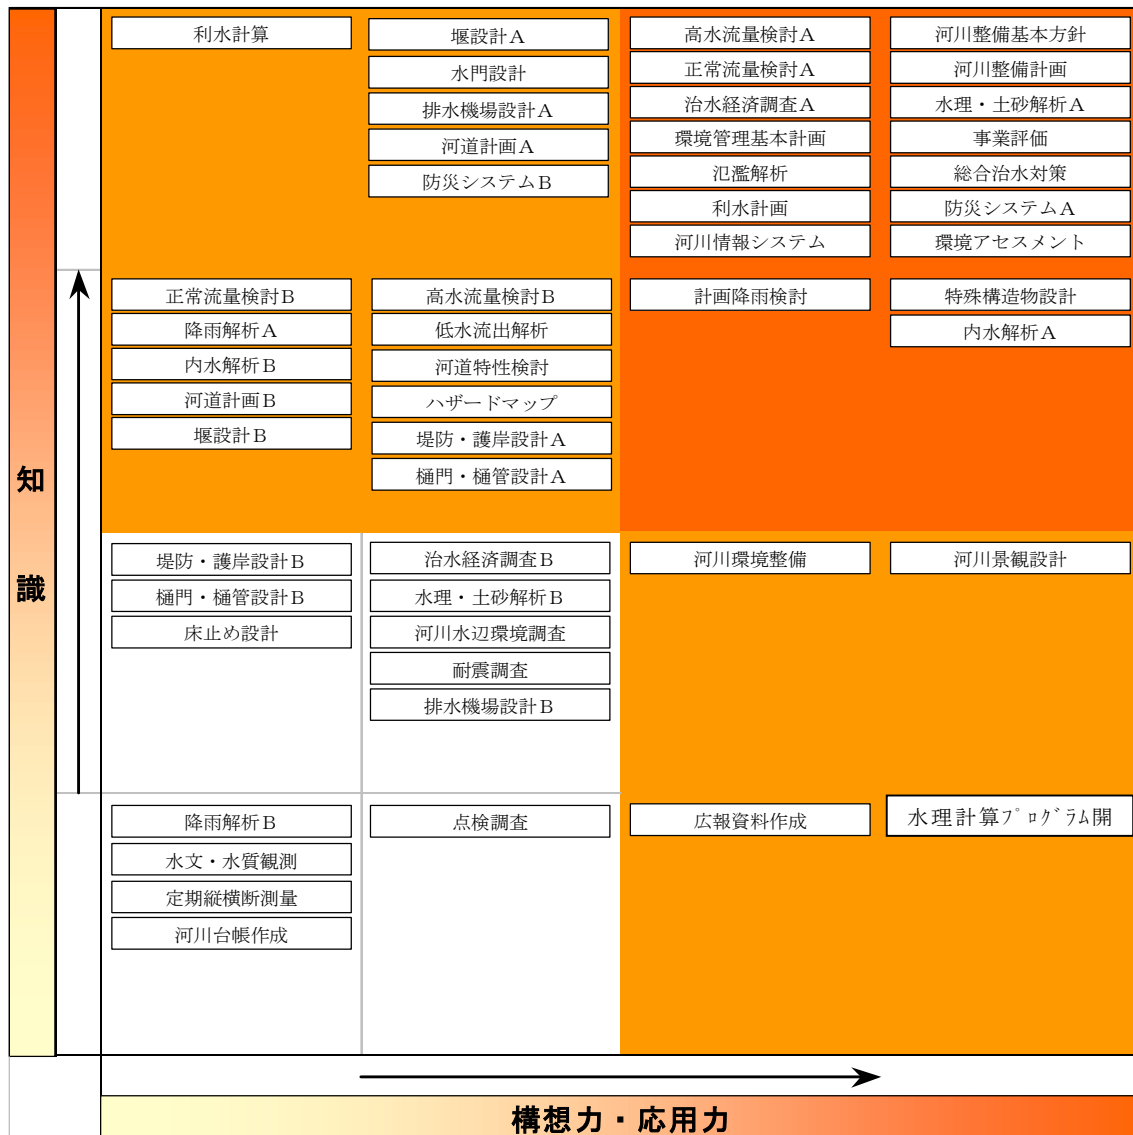 利水計算
堰設計Ａ
水門設計
排水機場設計Ａ
河道計画Ａ
防災システムＢ
高水流量検討Ａ
正常流量検討Ａ
治水経済調査Ａ
環境管理基本計画
氾濫解析
利水計画
河川情報システム
河川整備基本方針
河川整備計画
水理・土砂解析Ａ
事業評価
総合治水対策
防災システムＡ
環境アセスメント
正常流量検討Ｂ
降雨解析Ａ
内水解析Ｂ
河道計画Ｂ
堰設計Ｂ
高水流量検討Ｂ
低水流出解析
河道特性検討
ハザードマップ
堤防・護岸設計Ａ
樋門・樋管設計Ａ
計画降雨検討
特殊構造物設計
内水解析Ａ
知識
堤防・護岸設計Ｂ
樋門・樋管設計Ｂ
床止め設計
治水経済調査Ｂ
水理・土砂解析Ｂ
河川水辺環境調査
耐震調査
排水機場設計Ｂ
河川環境整備
河川景観設計
降雨解析Ｂ
水文・水質観測
定期縦横断測量
河川台帳作成
点検調査
広報資料作成
水理計算ﾌﾟﾛｸﾞﾗﾑ開
構想力・応用力